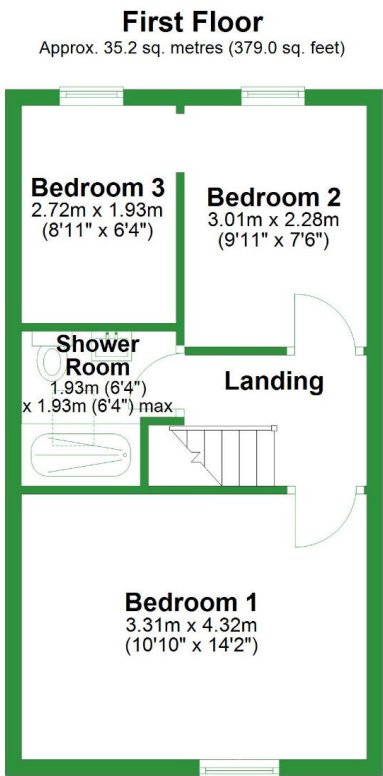 First Floor
Approx. 35.2 sq. metres (379.0 sq. feet)
Bedroom 3
2.72m x 1.93m
(8'11" x 6'4")
Bedroom 2
3.01m x 2.28m
(9'11" x 7'6")
Shower
Room
1.93m (6'4")
x 1.93m (6'4") max
Landing
Bedroom 1
3.31m x 4.32m
(10'10" x 14'2")